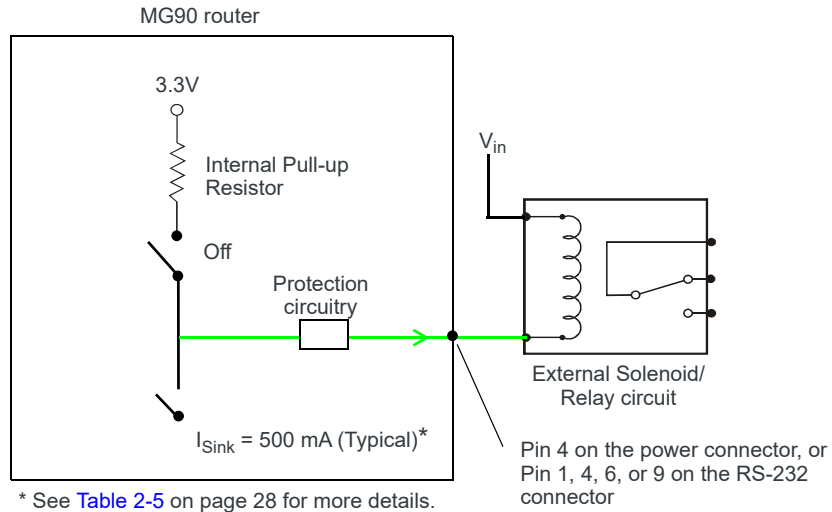 MG90 router
3.3V
Internal Pull-up
Resistor
Off
Protection
circuitry
Vin
External Solenoid/
Relay circuit
ISink = 500 mA (Typical)*
Pin 4 on the power connector, or
Pin 1, 4, 6, or 9 on the RS-232
connector
* See Table 2-5 on page 28 for more details.